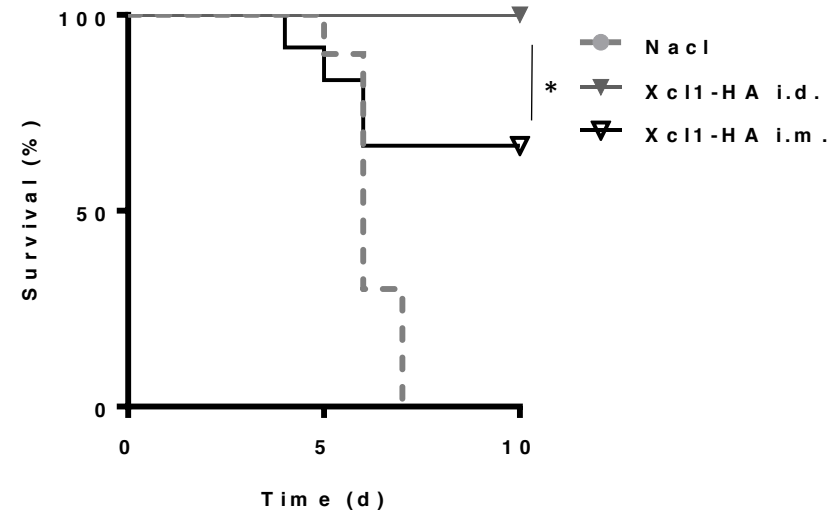 100
50
0
0 5 10
Survival (%)
Time (d)
*
Nacl
Xcl1-HA i.d.
Xcl1-HA i.m.